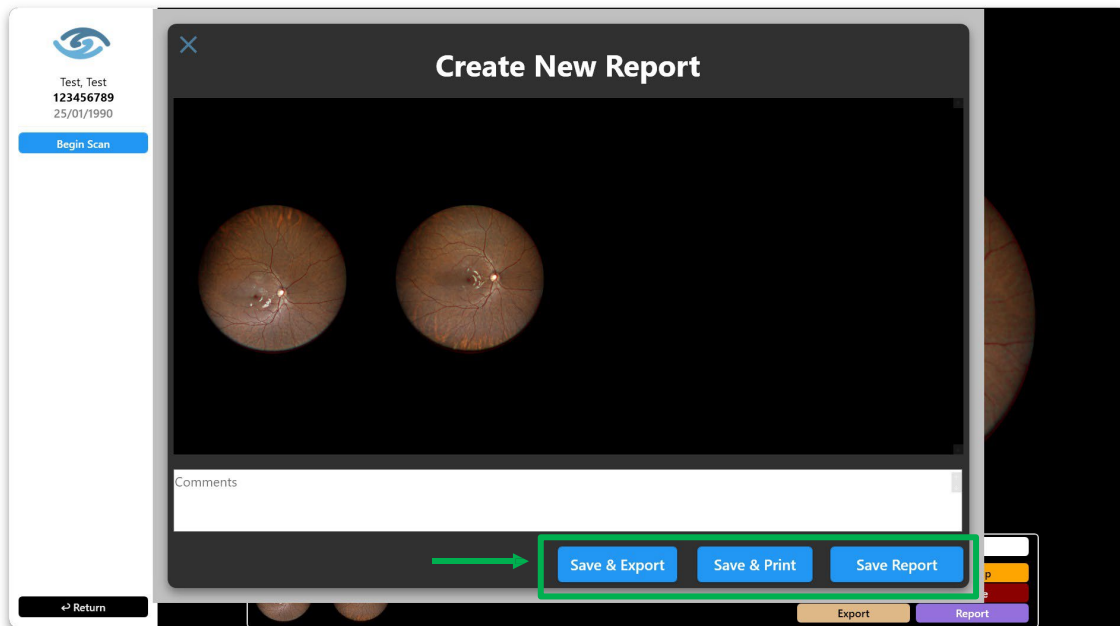 Test, Test
123456789
25/01/1990
Begin Scan
Create New Report
Comments
Save & Export
Save & Print
Save Report
Export
Report
↩ Return